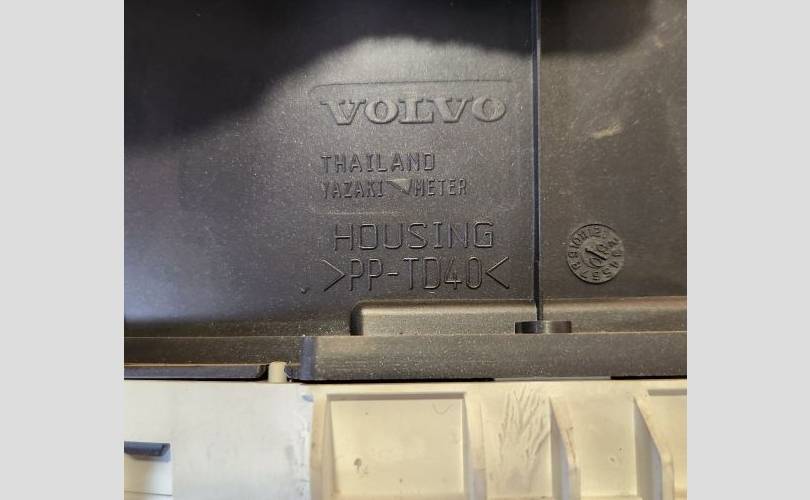 VOLVO
THAILAND
YAZAKI METER
HOUSING
>PP-TD40<